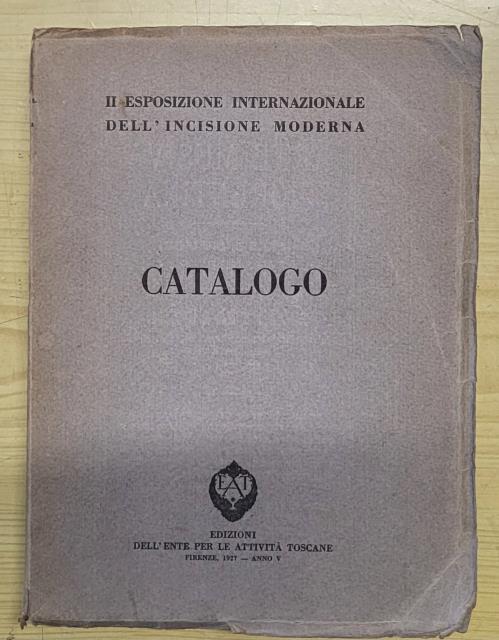 II ESPOSIZIONE INTERNAZIONALE
DELL'INCISIONE MODERNA
CATALOGO
EAT
EDIZIONI
DELL'ENTE PER LE ATTIVITÀ TOSCANE
FIRENZE, 1927 — ANNO V